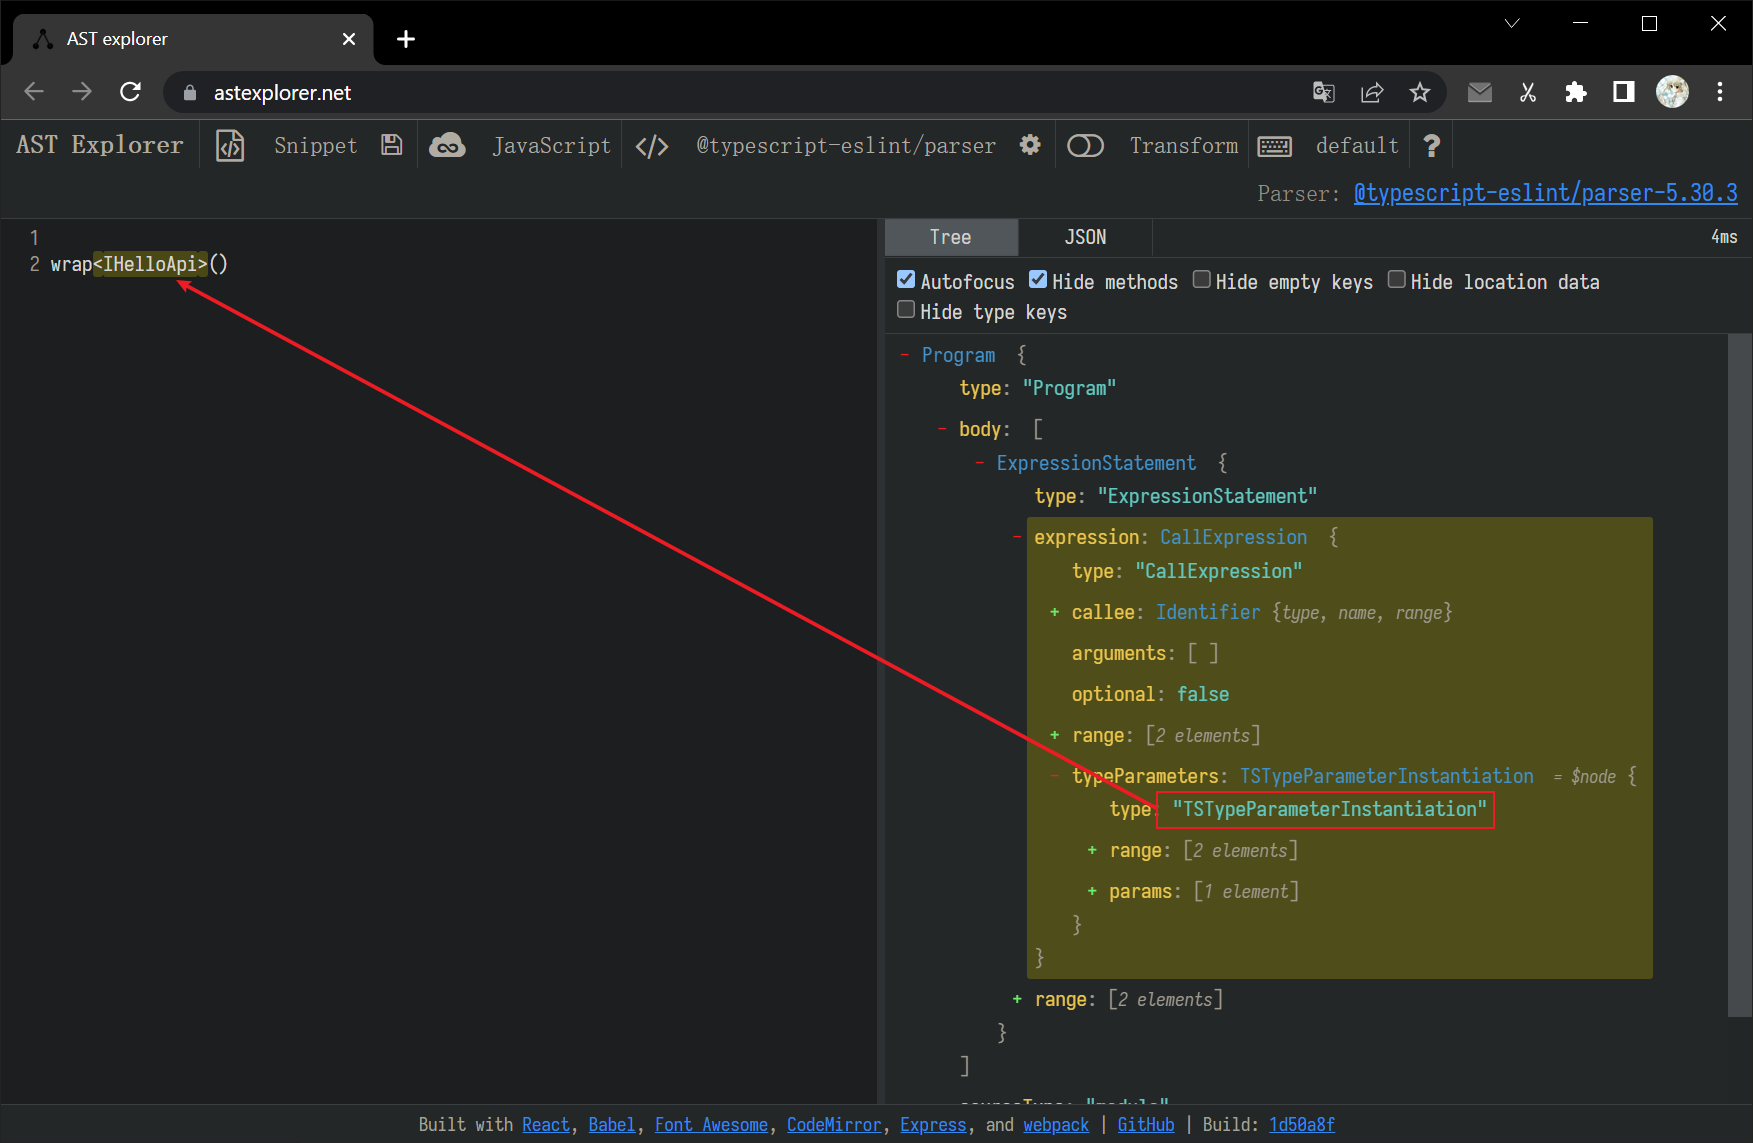 AST explorer
astexplorer.net
AST Explorer Snippet JavaScript </> @typescript-eslint/parser Transform default ?
Parser: @typescript-eslint/parser-5.30.3
1
2 wrap<IHelloApi>()
Tree JSON 4ms
Autofocus Hide methods Hide empty keys Hide location data
Hide type keys
- Program {
type: "Program"
- body: [
- ExpressionStatement {
type: "ExpressionStatement"
- expression: CallExpression {
type: "CallExpression"
+ callee: Identifier {type, name, range}
arguments: [ ]
optional: false
+ range: [2 elements]
- typeParameters: TSTypeParameterInstantiation = $node {
type: "TSTypeParameterInstantiation"
+ range: [2 elements]
+ params: [1 element]
}
}
+ range: [2 elements]
}
]
sourceType: "module"
Built with React, Babel, Font Awesome, CodeMirror, Express, and webpack | GitHub | Build: 1d50a8f